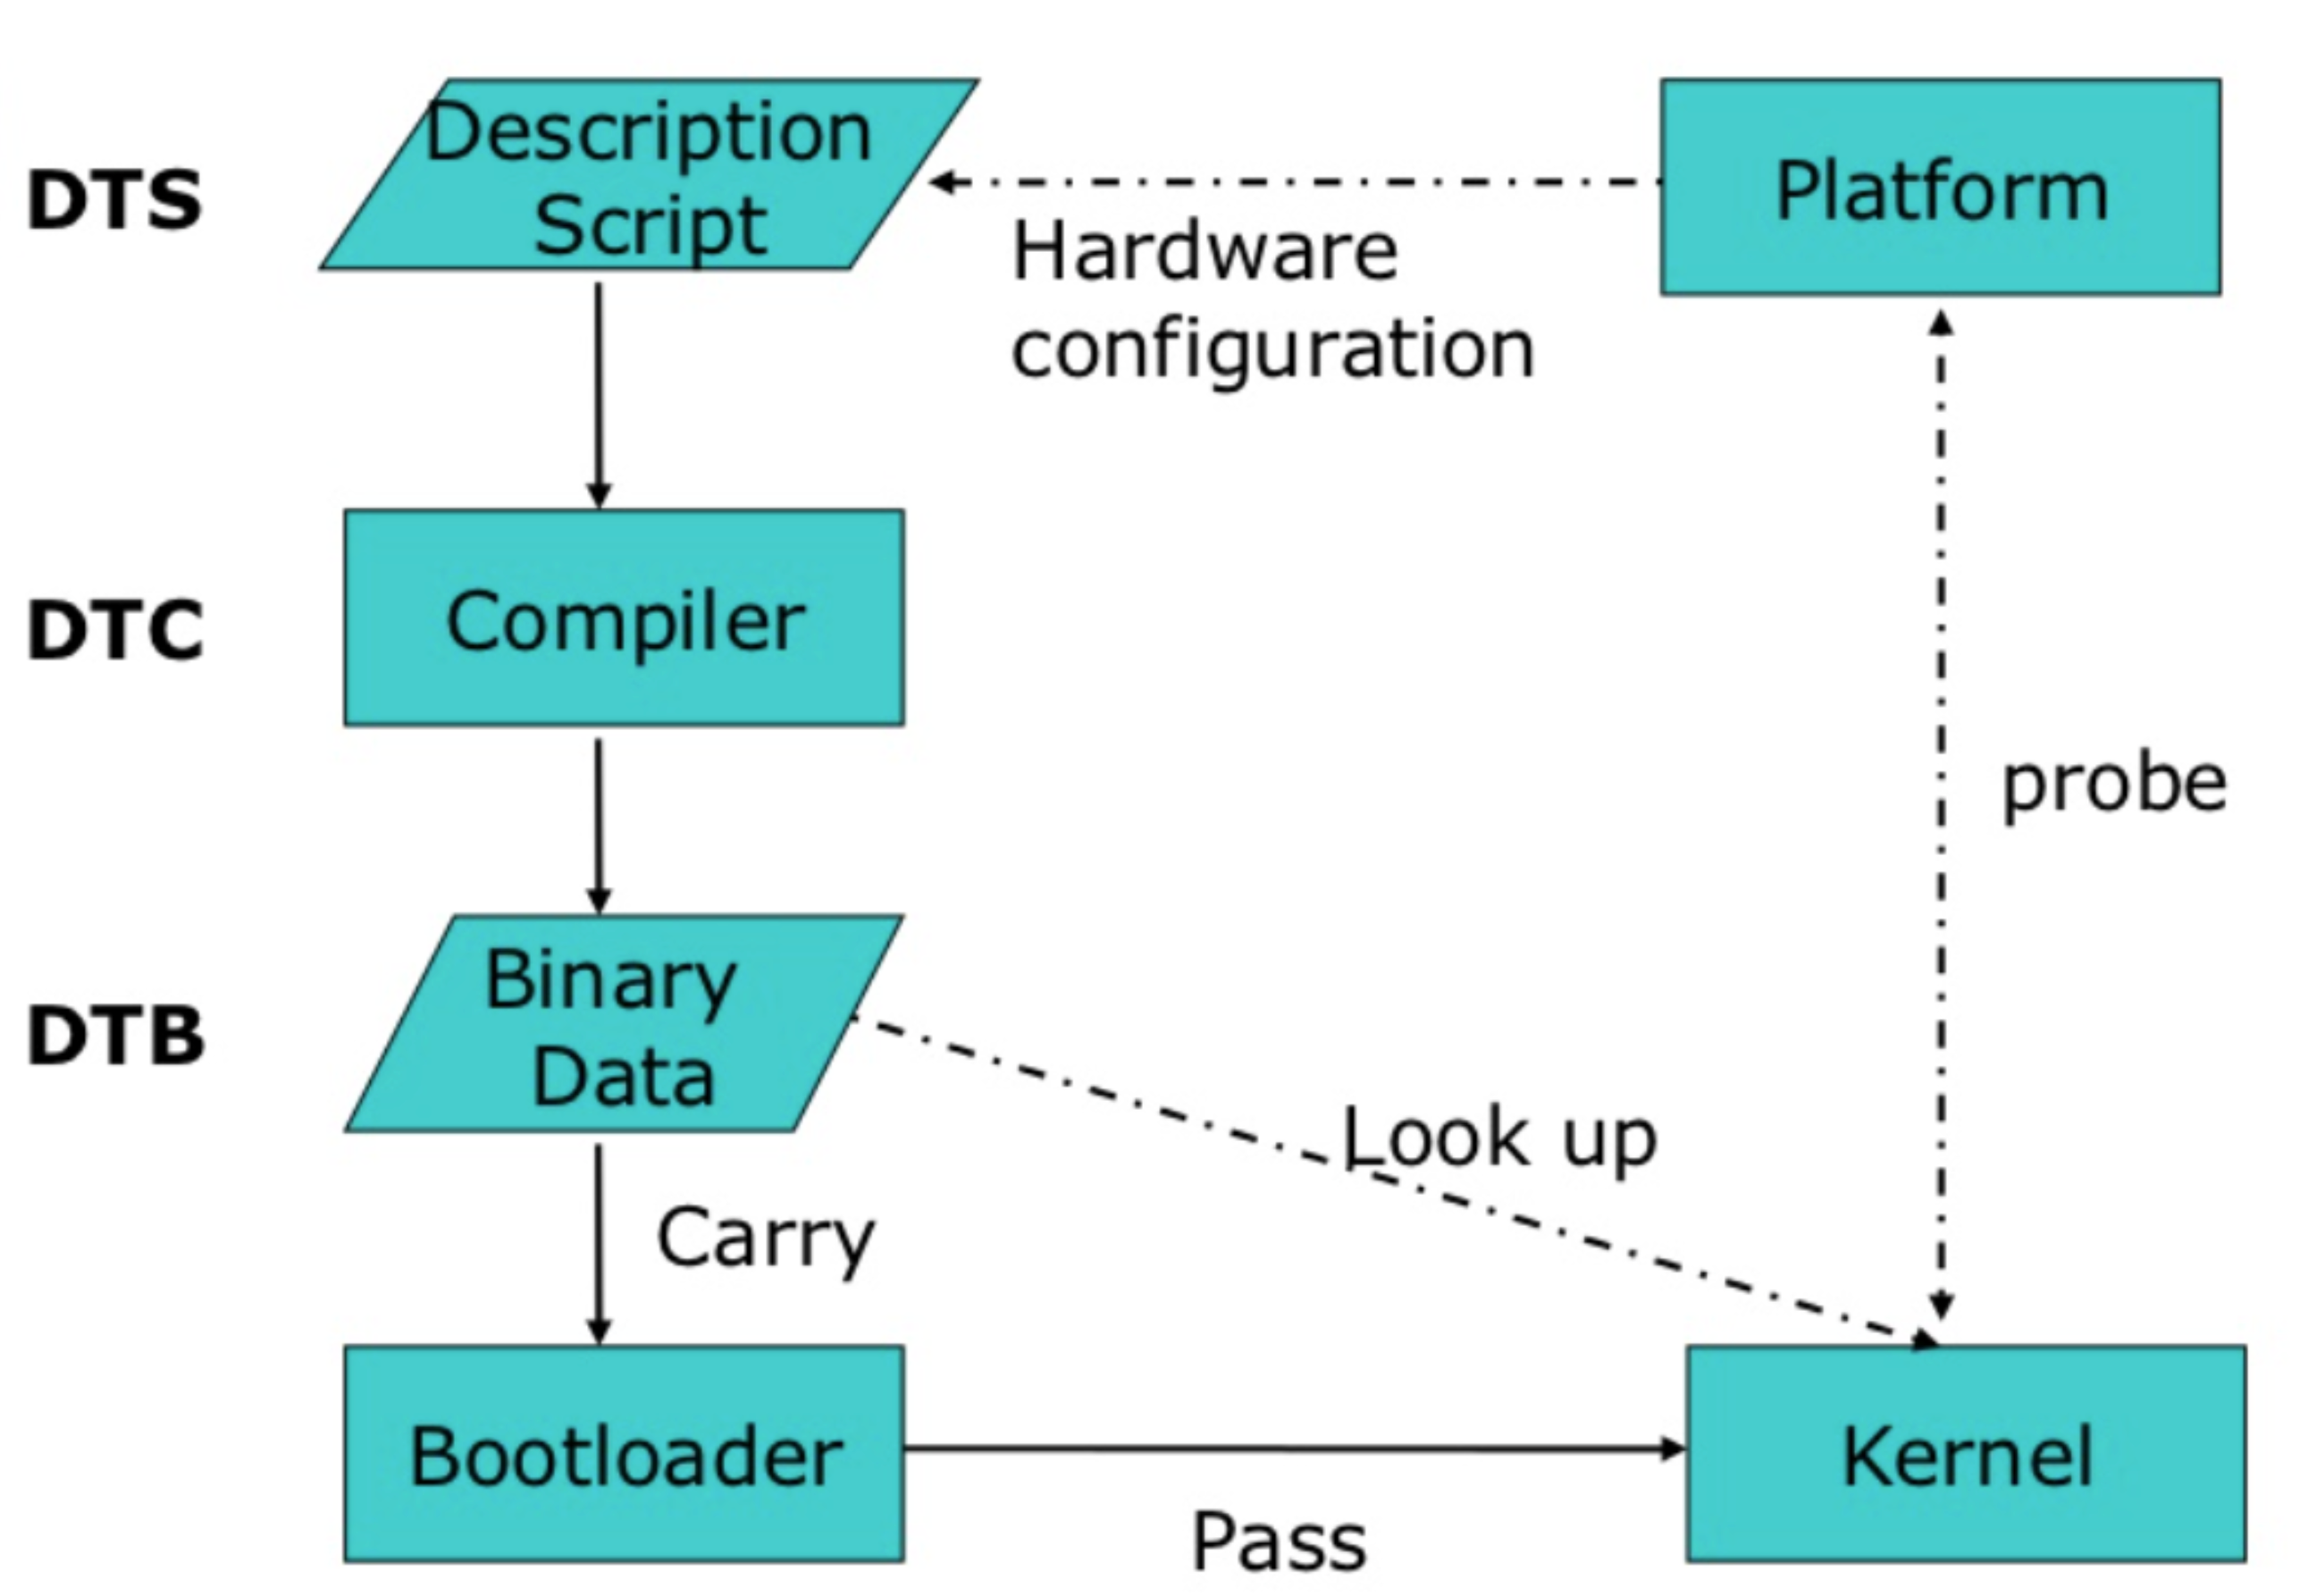 DTS
Description
Script
Hardware
configuration
Platform
DTC
Compiler
probe
DTB
Binary
Data
Look up
Carry
Bootloader
Pass
Kernel